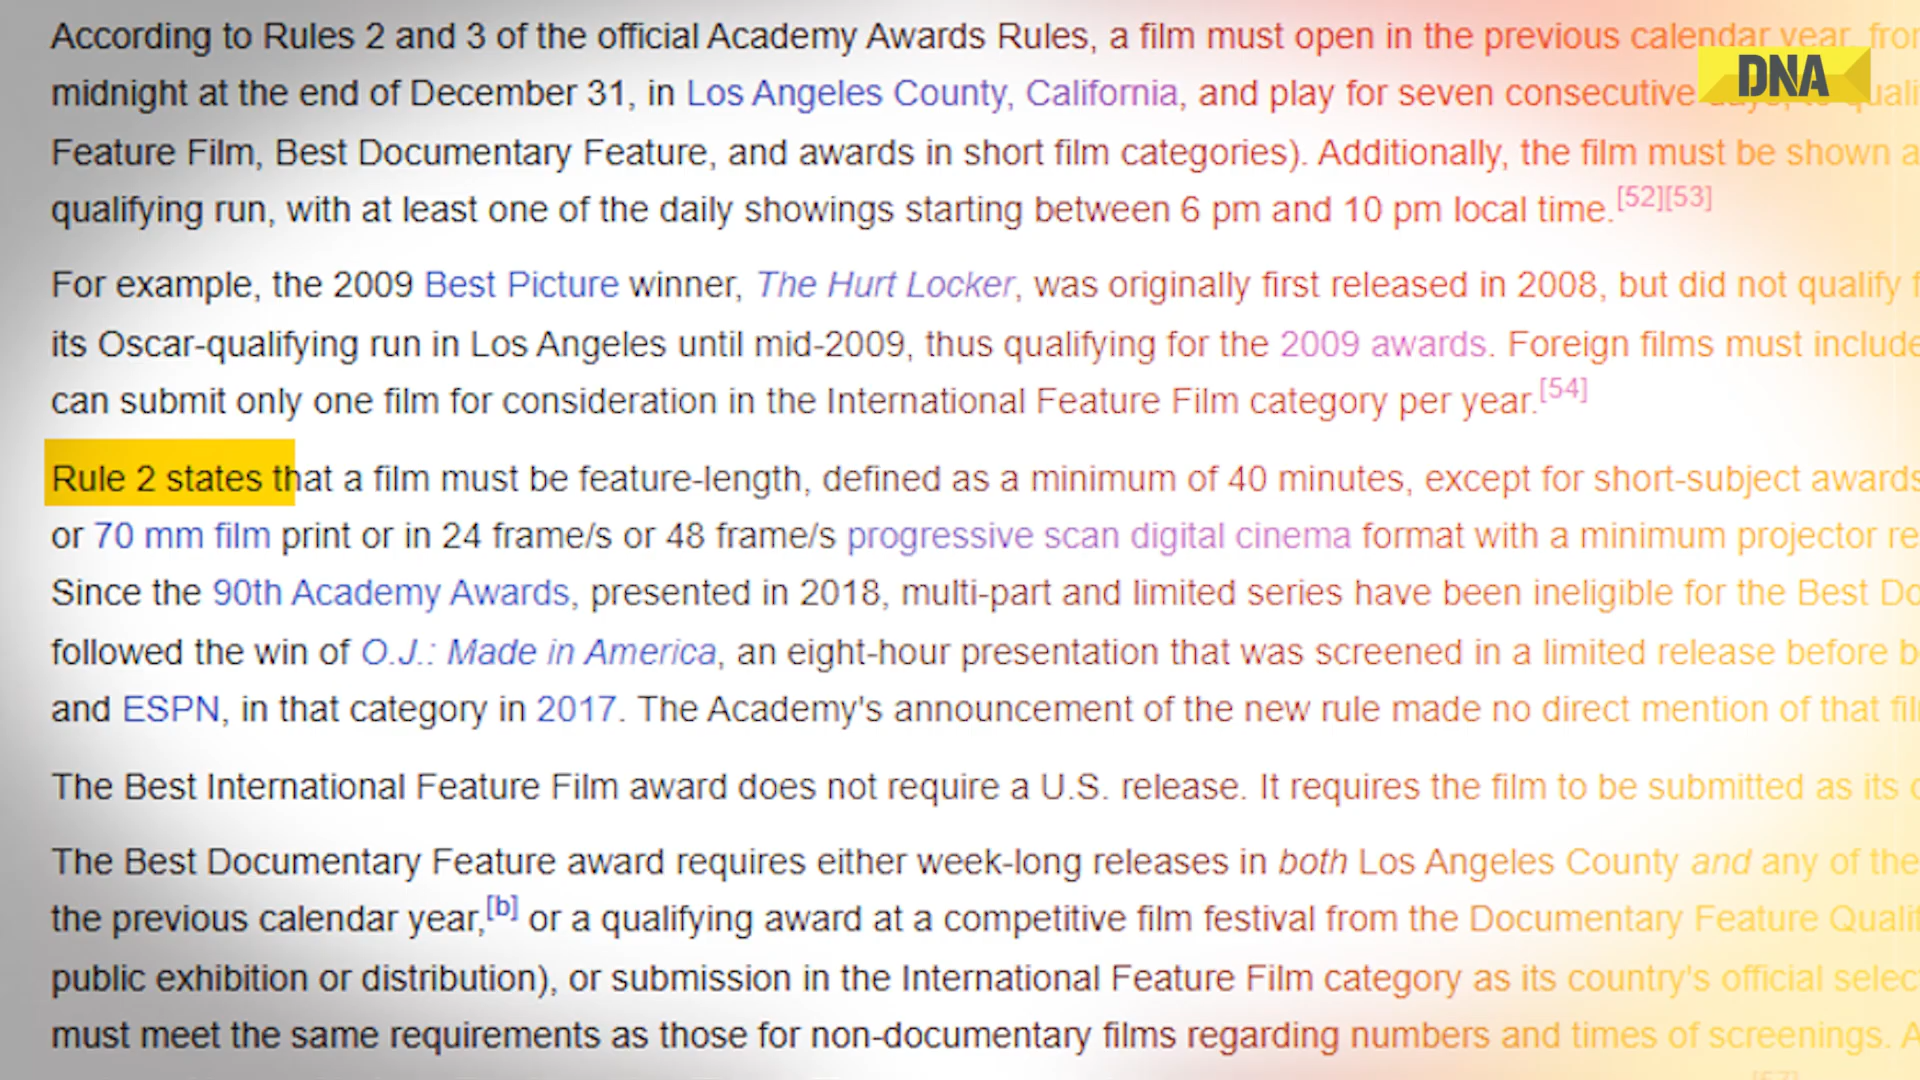 According to Rules 2 and 3 of the official Academy Awards Rules, a film must open in the previous calendar year, from
DNA
midnight at the end of December 31, in Los Angeles County, California, and play for seven consecutive
Feature Film, Best Documentary Feature, and awards in short film categories). Additionally, the film must be shown a
qualifying run, with at least one of the daily showings starting between 6 pm and 10 pm local time.[52][53]
For example, the 2009 Best Picture winner, The Hurt Locker, was originally first released in 2008, but did not qualify f
its Oscar-qualifying run in Los Angeles until mid-2009, thus qualifying for the 2009 awards. Foreign films must include
can submit only one film for consideration in the International Feature Film category per year.[54]
Rule 2 states that a film must be feature-length, defined as a minimum of 40 minutes, except for short-subject awards
or 70 mm film print or in 24 frame/s or 48 frame/s progressive scan digital cinema format with a minimum projector re
Since the 90th Academy Awards, presented in 2018, multi-part and limited series have been ineligible for the Best Do
followed the win of O.J.: Made in America, an eight-hour presentation that was screened in a limited release before b
and ESPN, in that category in 2017. The Academy's announcement of the new rule made no direct mention of that fil
The Best International Feature Film award does not require a U.S. release. It requires the film to be submitted as its
The Best Documentary Feature award requires either week-long releases in both Los Angeles County and any of the
the previous calendar year,[b] or a qualifying award at a competitive film festival from the Documentary Feature Qualif
public exhibition or distribution), or submission in the International Feature Film category as its country's official selec
must meet the same requirements as those for non-documentary films regarding numbers and times of screenings. A